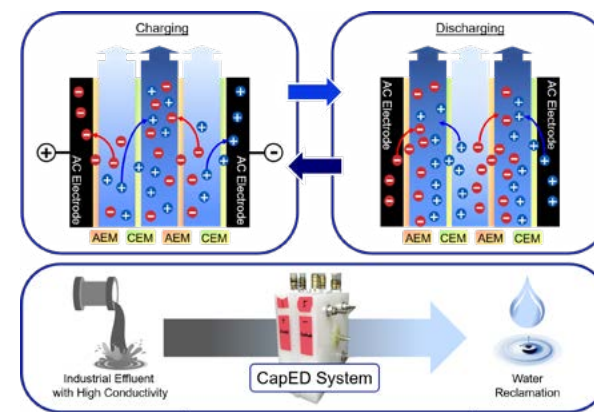 Charging
AC Electrode
AC Electrode
AEM CEM AEM CEM
Discharging
AC Electrode
AC Electrode
AEM CEM AEM CEM
Industrial Effluent
with High Conductivity
CapED System
Water
Reclamation